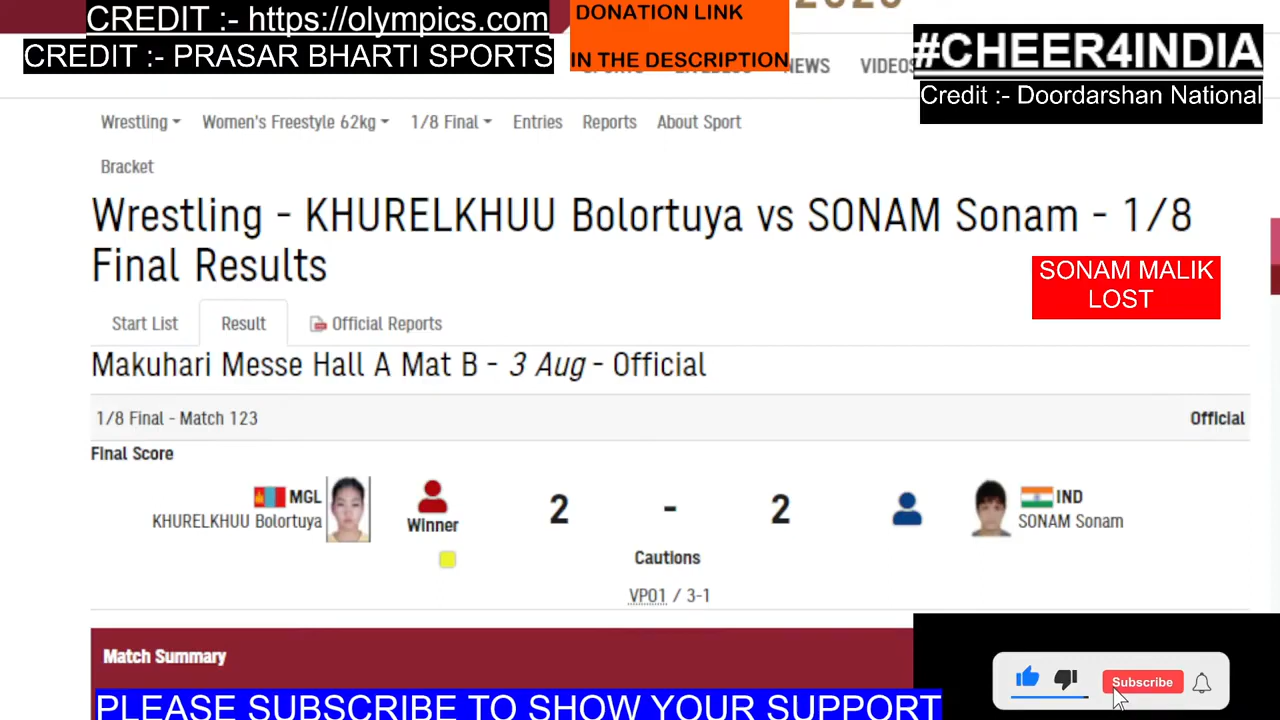 2020
CREDIT :- https://olympics.com
CREDIT :- PRASAR BHARTI SPORTS
DONATION LINK
IN THE DESCRIPTION
NEWS VIDEOS
#CHEER4INDIA
Credit :- Doordarshan National
Wrestling Women's Freestyle 62kg 1/8 Final Entries Reports About Sport
Bracket
Wrestling - KHURELKHUU Bolortuya vs SONAM Sonam - 1/8
Final Results
SONAM MALIK
LOST
Start List Result Official Reports
Makuhari Messe Hall A Mat B - 3 Aug - Official
1/8 Final - Match 123 Official
Final Score
MGL
KHURELKHUU Bolortuya
Winner
2 - 2
IND
SONAM Sonam
Cautions
VPO1 / 3-1
Match Summary
Subscribe
PLEASE SUBSCRIBE TO SHOW YOUR SUPPORT